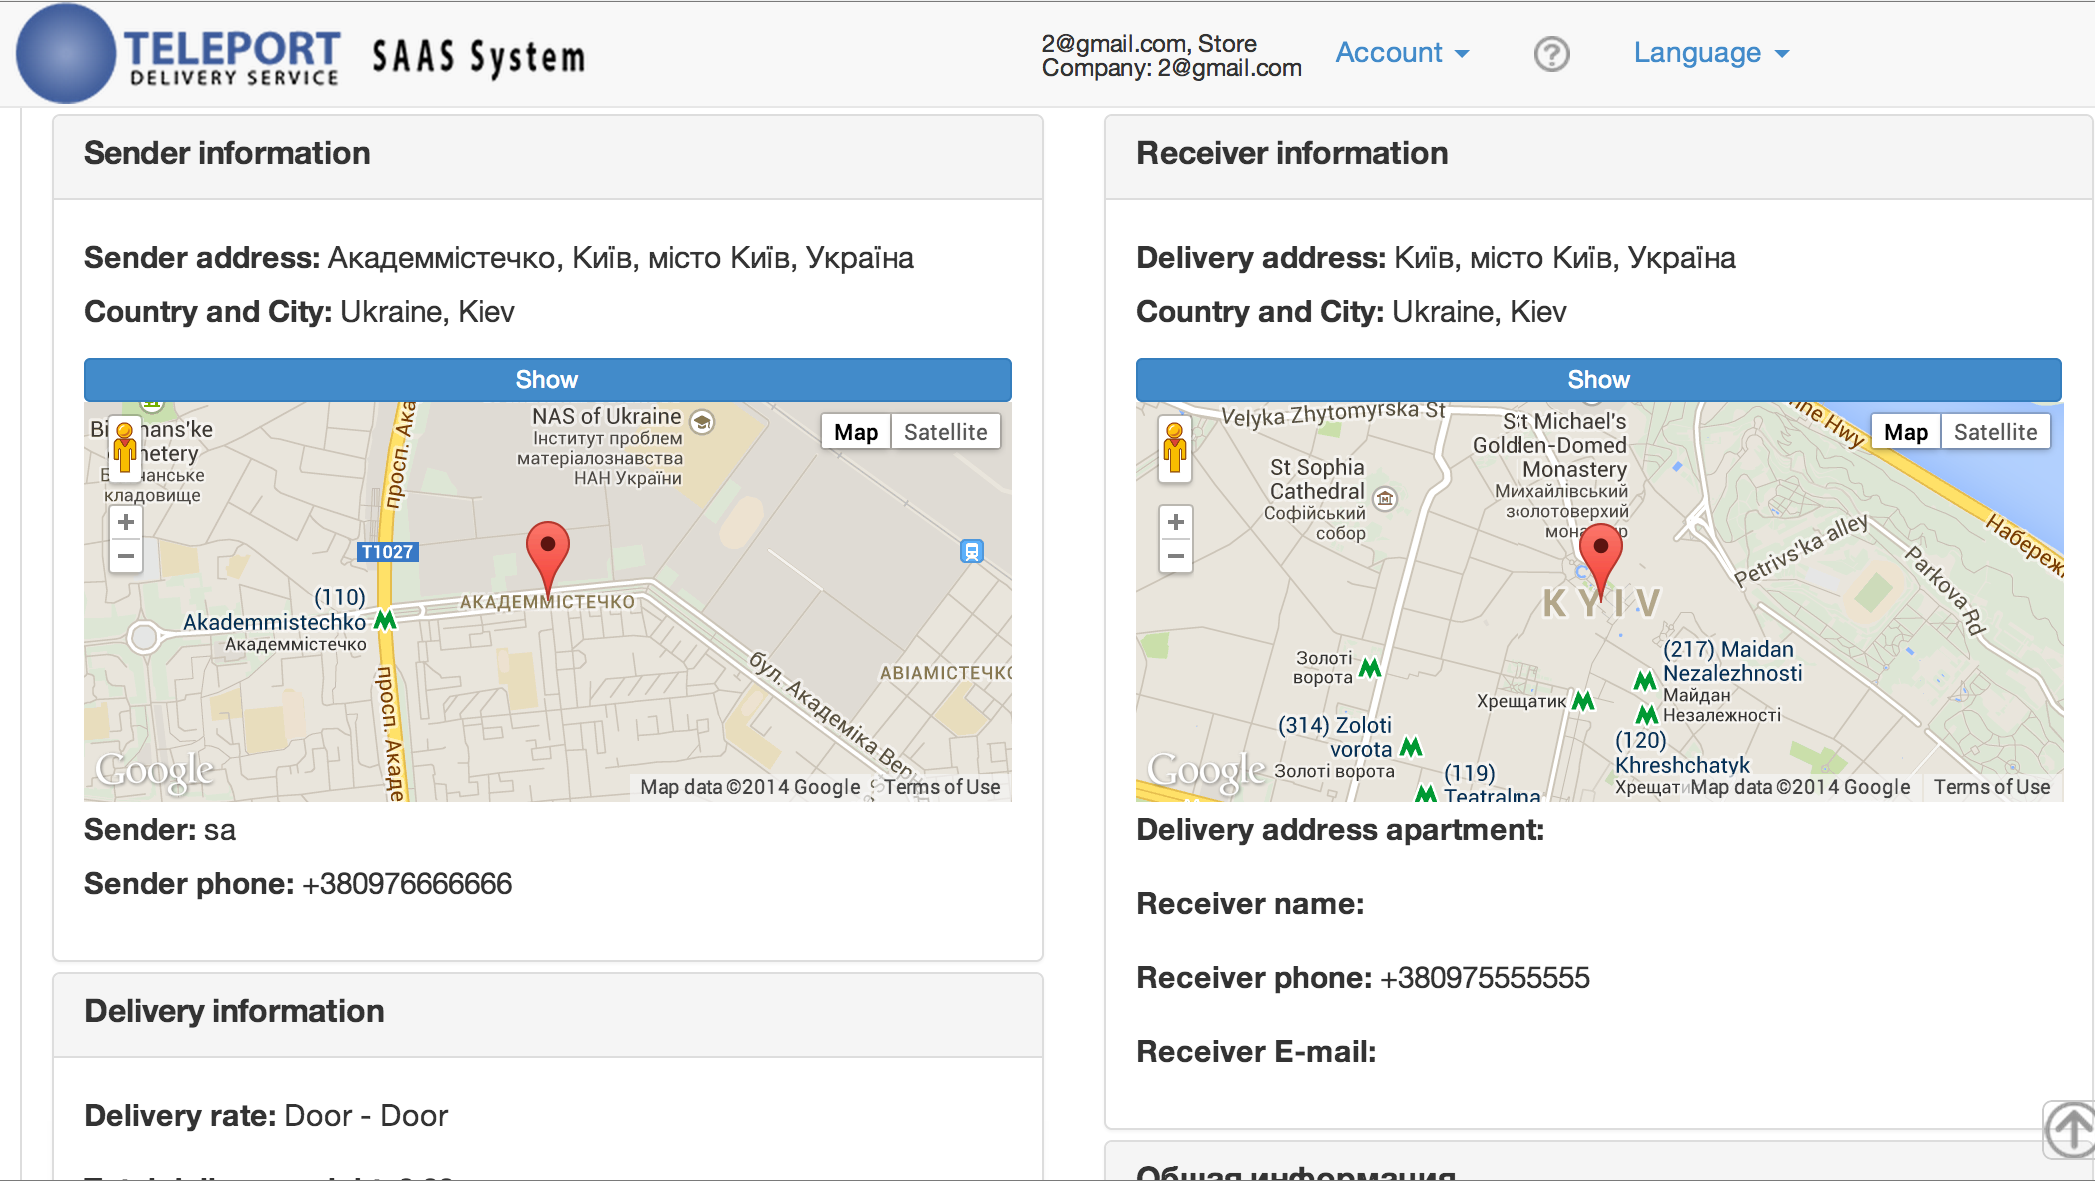 TELEPORT
DELIVERY SERVICE
SAAS System
2@gmail.com, Store
Company: 2@gmail.com
Account
?
Language
Sender information
Sender address: Академмістечко, Київ, місто Київ, Україна
Country and City: Ukraine, Kiev
Show
NAS of Ukraine
Інститут проблем
матеріалознавства
НАН України
Map
Satellite
кладовище
просп. Ака
+
−
T1027
(110)
Akademmistechko
Академмістечко
АКАДЕММІСТЕЧКО
АВІАМІСТЕЧКО
просп. Академ
бул. Академіка Вер
Google
Map data ©2014 Google
Terms of Use
Sender: sa
Sender phone: +380976666666
Delivery information
Delivery rate: Door - Door
Receiver information
Delivery address: Київ, місто Київ, Україна
Country and City: Ukraine, Kiev
Show
Velyka Zhytomyrska St
St Michael's
Golden-Domed
Monastery
Михайлівський
золотоверхий
St Sophia
Cathedral
Софійський
собор
Map
Satellite
Hwy
Набереж
Petrivs'ka alley
Parkova Rd
+
−
KYIV
Золоті
ворота
Хрещатик
(217) Maidan
Nezalezhnosti
Майдан
Незалежності
(314) Zoloti
vorota
Золоті ворота
(120)
Khreshchatyk
(119)
Teatralna
Google
Map data ©2014 Google
Terms of Use
Delivery address apartment:
Receiver name:
Receiver phone: +380975555555
Receiver E-mail:
Общая информация